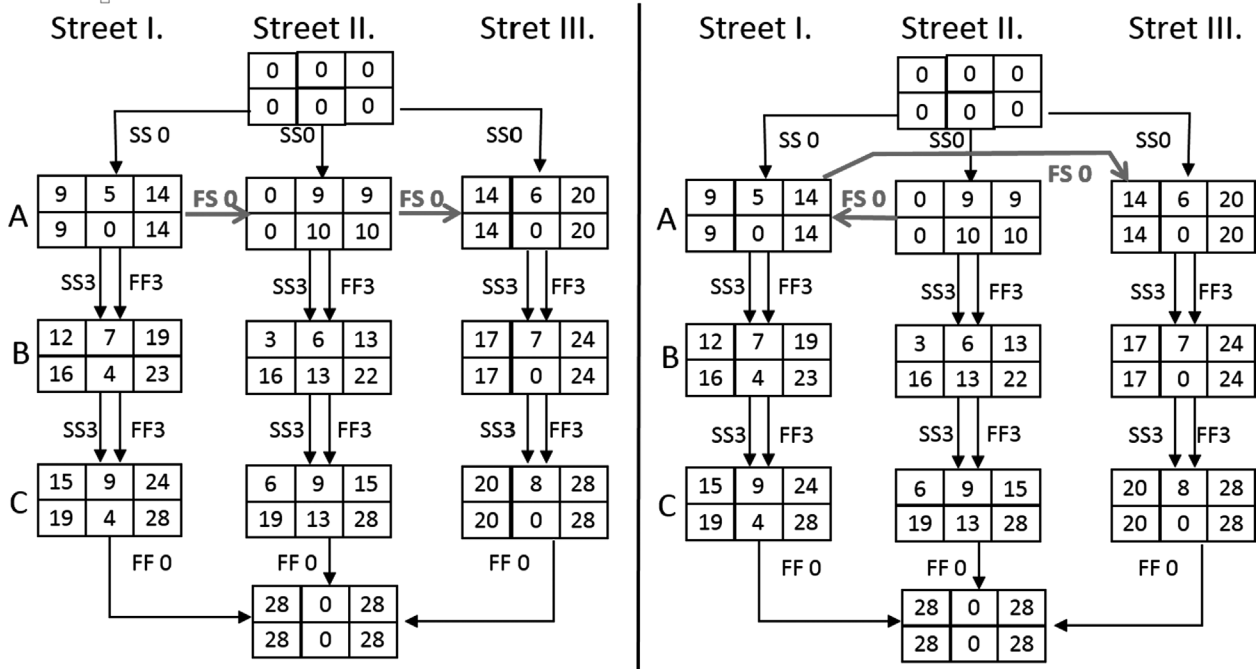 Street I. Street II. Stret III.
0 0 0
0 0 0
SS 0 SS0 SS0
9 5 14 FS 0 0 9 9 FS 0 14 6 20
A 9 0 14 0 10 10 14 0 20
SS3 FF3 SS3 FF3 SS3 FF3
12 7 19 3 6 13 17 7 24
B 16 4 23 16 13 22 17 0 24
SS3 FF3 SS3 FF3 SS3 FF3
15 9 24 6 9 15 20 8 28
C 19 4 28 19 13 28 20 0 28
FF 0 FF 0 FF 0
28 0 28
28 0 28
Street I. Street II. Stret III.
0 0 0
0 0 0
SS 0 SS0 SS0
FS 0
9 5 14 FS 0 0 9 9 14 6 20
A 9 0 14 0 10 10 14 0 20
SS3 FF3 SS3 FF3 SS3 FF3
12 7 19 3 6 13 17 7 24
B 16 4 23 16 13 22 17 0 24
SS3 FF3 SS3 FF3 SS3 FF3
15 9 24 6 9 15 20 8 28
C 19 4 28 19 13 28 20 0 28
FF 0 FF 0 FF 0
28 0 28
28 0 28